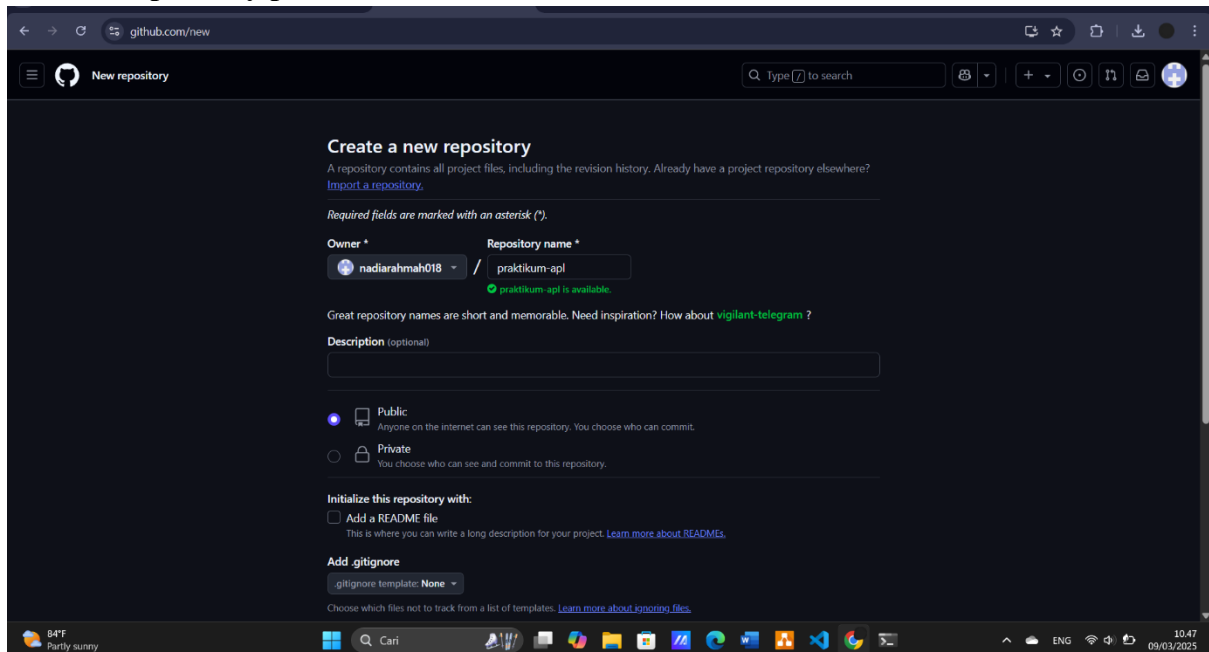 github.com/new
New repository
Type / to search
Create a new repository
A repository contains all project files, including the revision history. Already have a project repository elsewhere?
Import a repository.
Required fields are marked with an asterisk (*).
Owner * Repository name *
nadiarahmah018 / praktikum-apl
praktikum-apl is available.
Great repository names are short and memorable. Need inspiration? How about vigilant-telegram ?
Description (optional)
Public
Anyone on the internet can see this repository. You choose who can commit.
Private
You choose who can see and commit to this repository.
Initialize this repository with:
Add a README file
This is where you can write a long description for your project. Learn more about READMEs.
Add .gitignore
.gitignore template: None
Choose which files not to track from a list of templates. Learn more about ignoring files.
84°F
Partly sunny
Cari
ENG
10.47
09/03/2025